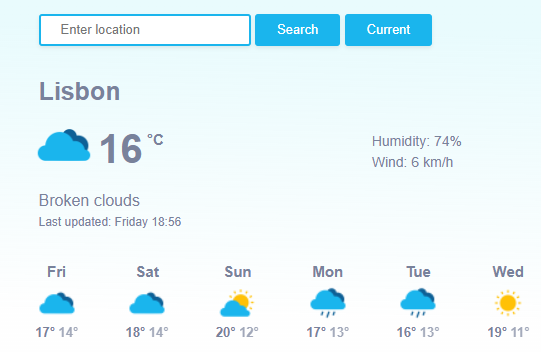 Enter location Search Current
Lisbon
16 °C
Humidity: 74%
Wind: 6 km/h
Broken clouds
Last updated: Friday 18:56
Fri Sat Sun Mon Tue Wed
17° 14° 18° 14° 20° 12° 17° 13° 16° 13° 19° 11°